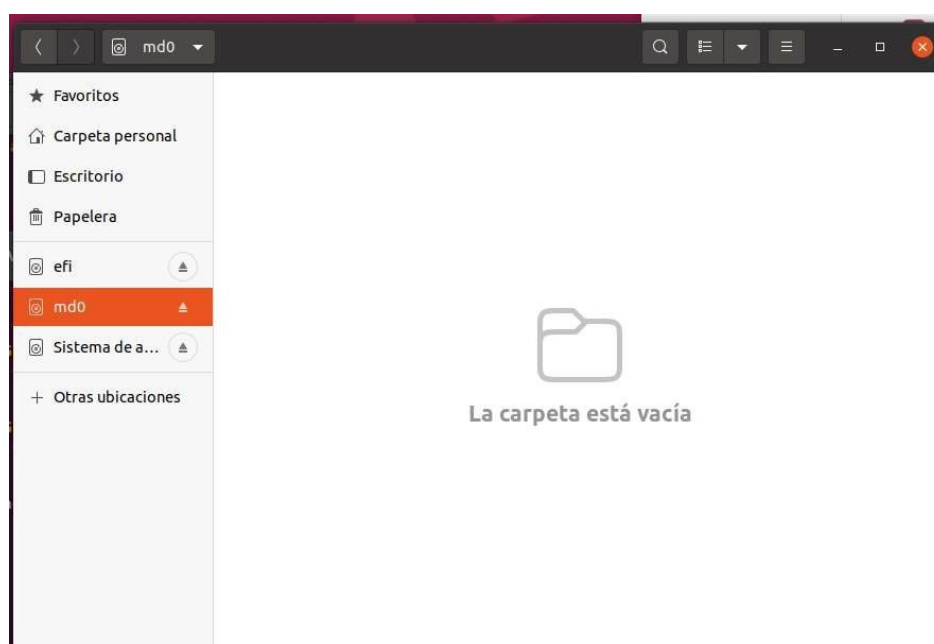 md0
Favoritos
Carpeta personal
Escritorio
Papelera
efi
md0
Sistema de a...
Otras ubicaciones
La carpeta está vacía